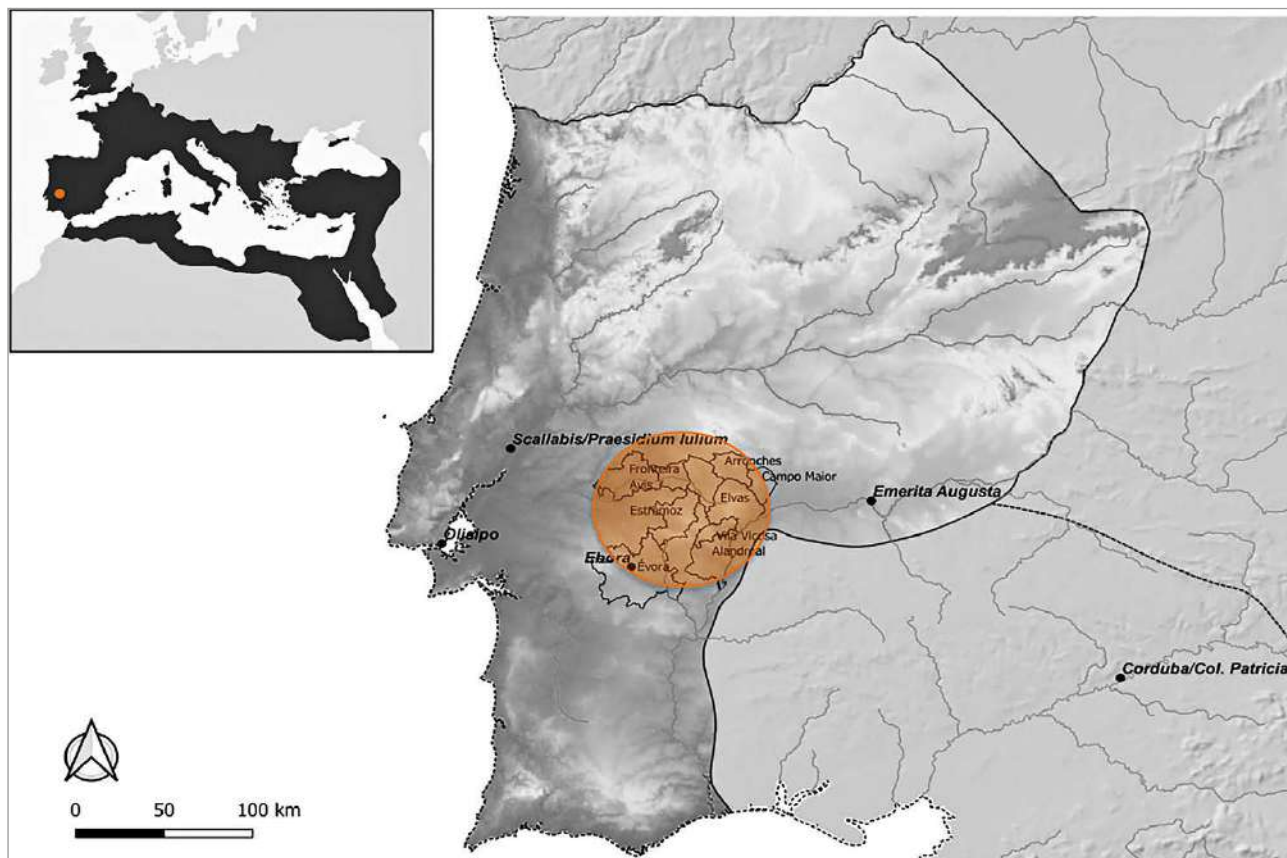 Scallabis/Praesidium Iulium
Arronches
Fronteira
Campo Maior
Avis
Elvas
Emerita Augusta
Estremoz
Olisipo
Vila Viçosa
Alandroal
Ebora
Évora
Corduba/Col. Patricia
0 50 100 km